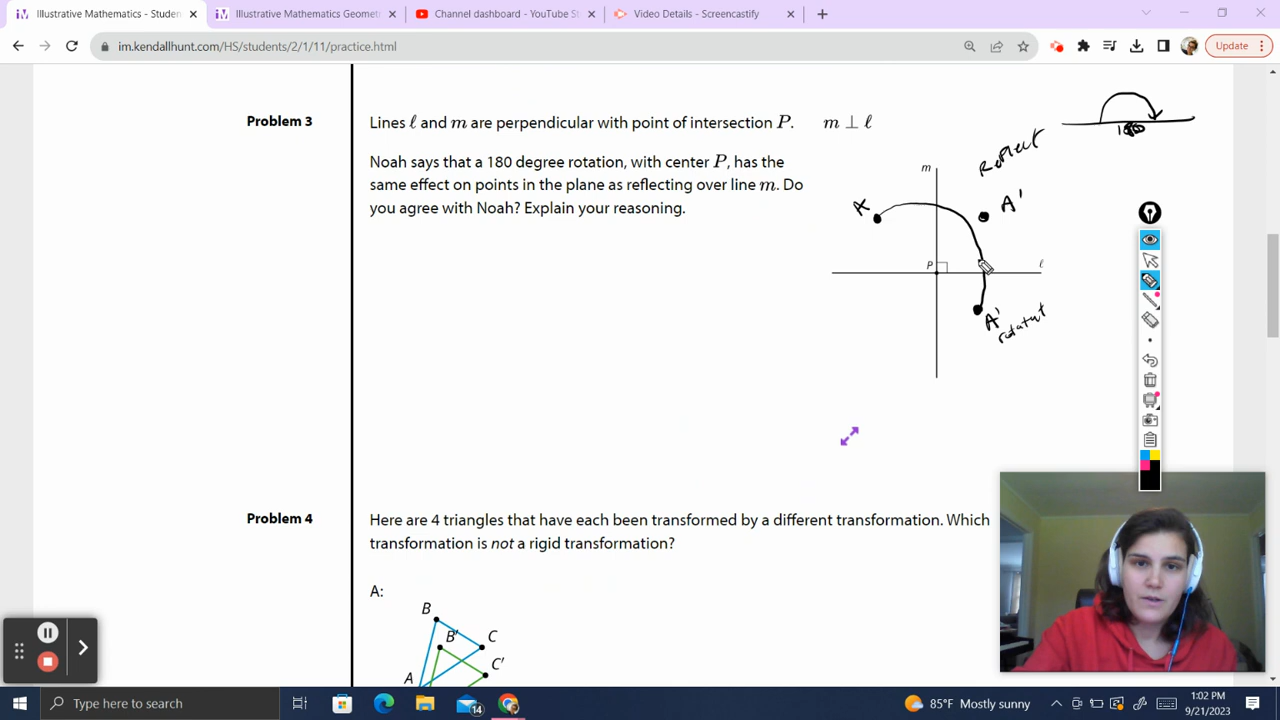 Illustrative Mathematics - Studen
Illustrative Mathematics Geomet
Channel dashboard - YouTube St
Video Details - Screencastify
im.kendallhunt.com/HS/students/2/1/11/practice.html
Update
Problem 3
Lines ℓ and m are perpendicular with point of intersection P. m ⊥ ℓ
Noah says that a 180 degree rotation, with center P, has the
same effect on points in the plane as reflecting over line m. Do
you agree with Noah? Explain your reasoning.
Reflect
m
A
A'
P
ℓ
A'
Problem 4
Here are 4 triangles that have each been transformed by a different transformation. Which
transformation is not a rigid transformation?
A:
B
B'
C
C'
A
Type here to search
14
85°F Mostly sunny
1:02 PM
9/21/2023